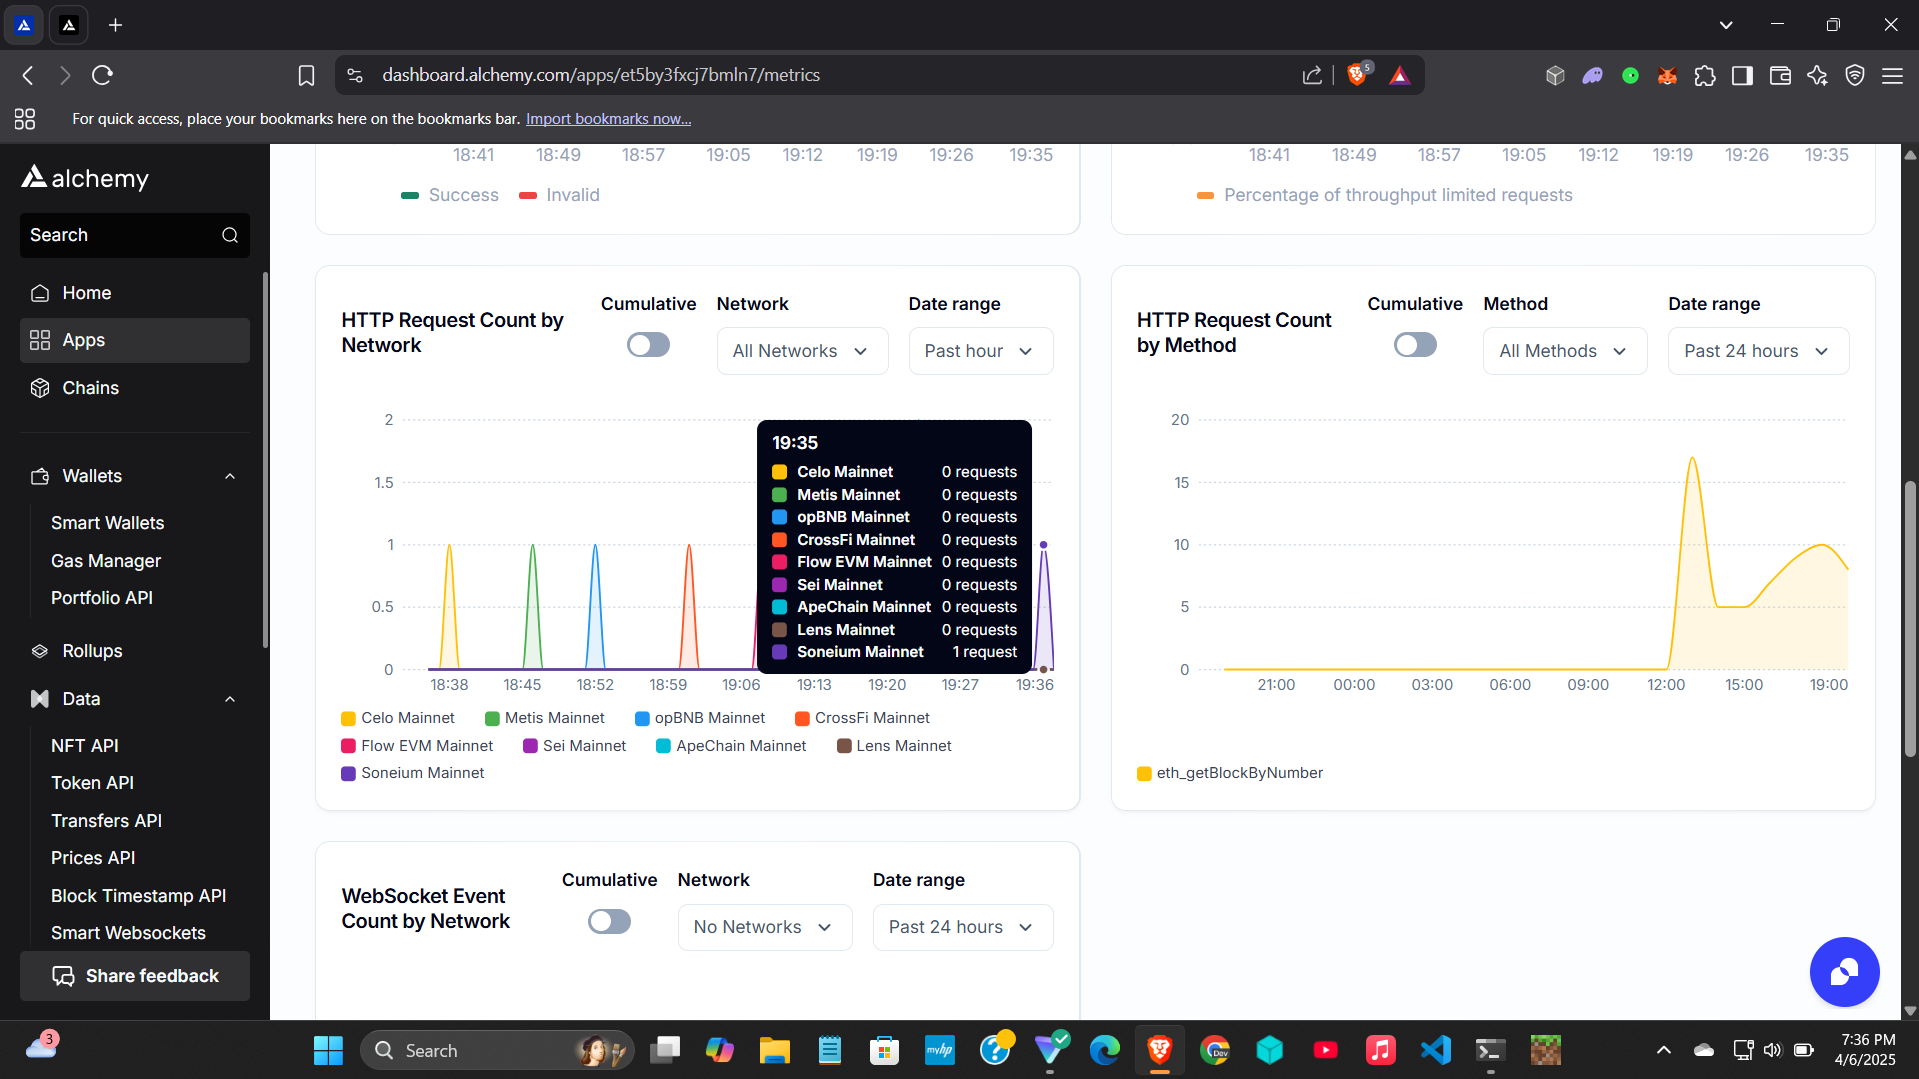 dashboard.alchemy.com/apps/et5by3fxcj7bmln7/metrics
5
For quick access, place your bookmarks here on the bookmarks bar. Import bookmarks now...
alchemy
Search
Home
Apps
Chains
Wallets
Smart Wallets
Gas Manager
Portfolio API
Rollups
Data
NFT API
Token API
Transfers API
Prices API
Block Timestamp API
Smart Websockets
Share feedback
18:41 18:49 18:57 19:05 19:12 19:19 19:26 19:35
Success Invalid
18:41 18:49 18:57 19:05 19:12 19:19 19:26 19:35
Percentage of throughput limited requests
HTTP Request Count by
Network
Cumulative
Network
All Networks
Date range
Past hour
2
1.5
1
0.5
0
18:38 18:45 18:52 18:59 19:06 19:13 19:20 19:27 19:36
19:35
Celo Mainnet 0 requests
Metis Mainnet 0 requests
opBNB Mainnet 0 requests
CrossFi Mainnet 0 requests
Flow EVM Mainnet 0 requests
Sei Mainnet 0 requests
ApeChain Mainnet 0 requests
Lens Mainnet 0 requests
Soneium Mainnet 1 request
Celo Mainnet Metis Mainnet opBNB Mainnet CrossFi Mainnet
Flow EVM Mainnet Sei Mainnet ApeChain Mainnet Lens Mainnet
Soneium Mainnet
HTTP Request Count
by Method
Cumulative
Method
All Methods
Date range
Past 24 hours
20
15
10
5
0
21:00 00:00 03:00 06:00 09:00 12:00 15:00 19:00
eth_getBlockByNumber
WebSocket Event
Count by Network
Cumulative
Network
No Networks
Date range
Past 24 hours
3
Search
myhp
Dev
7:36 PM
4/6/2025